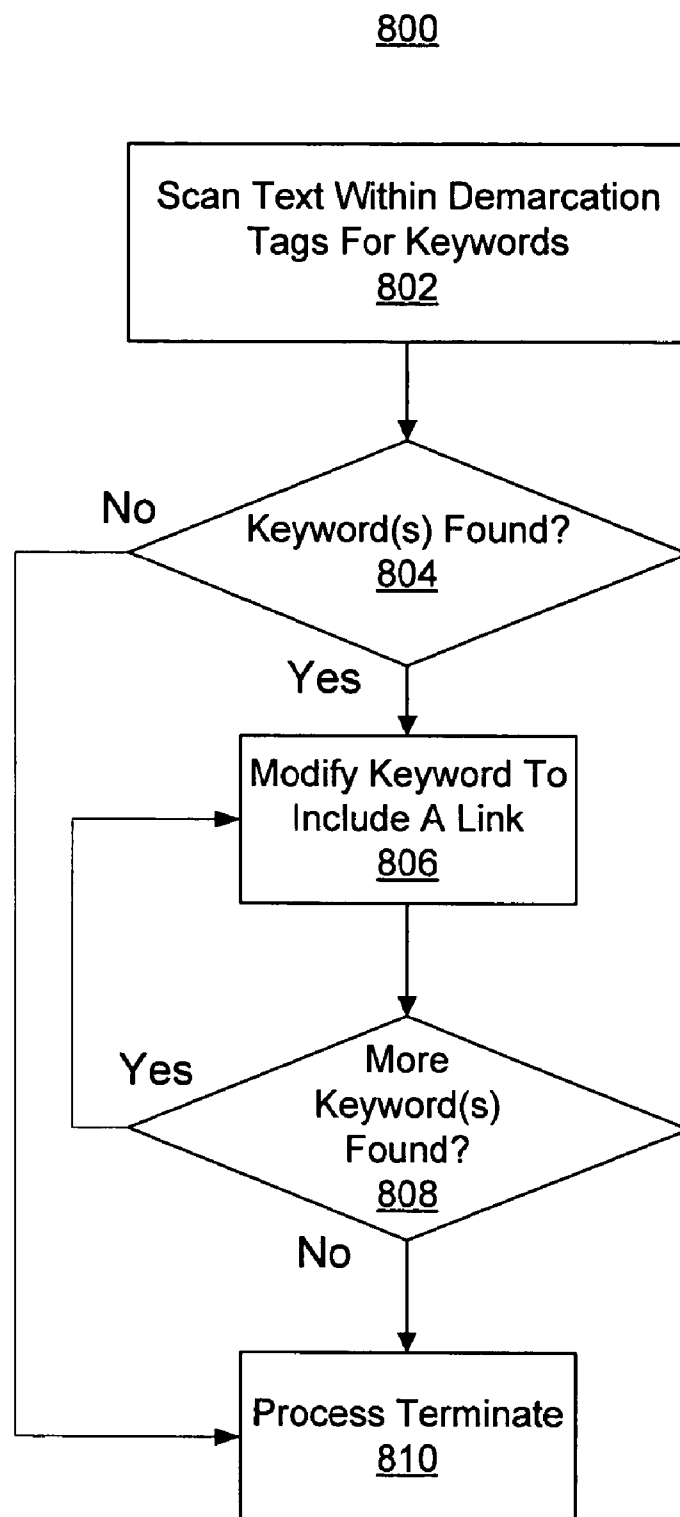 800
Scan Text Within Demarcation
Tags For Keywords
802
No
Keyword(s) Found?
804
Yes
Modify Keyword To
Include A Link
806
Yes
More
Keyword(s)
Found?
808
No
Process Terminate
810